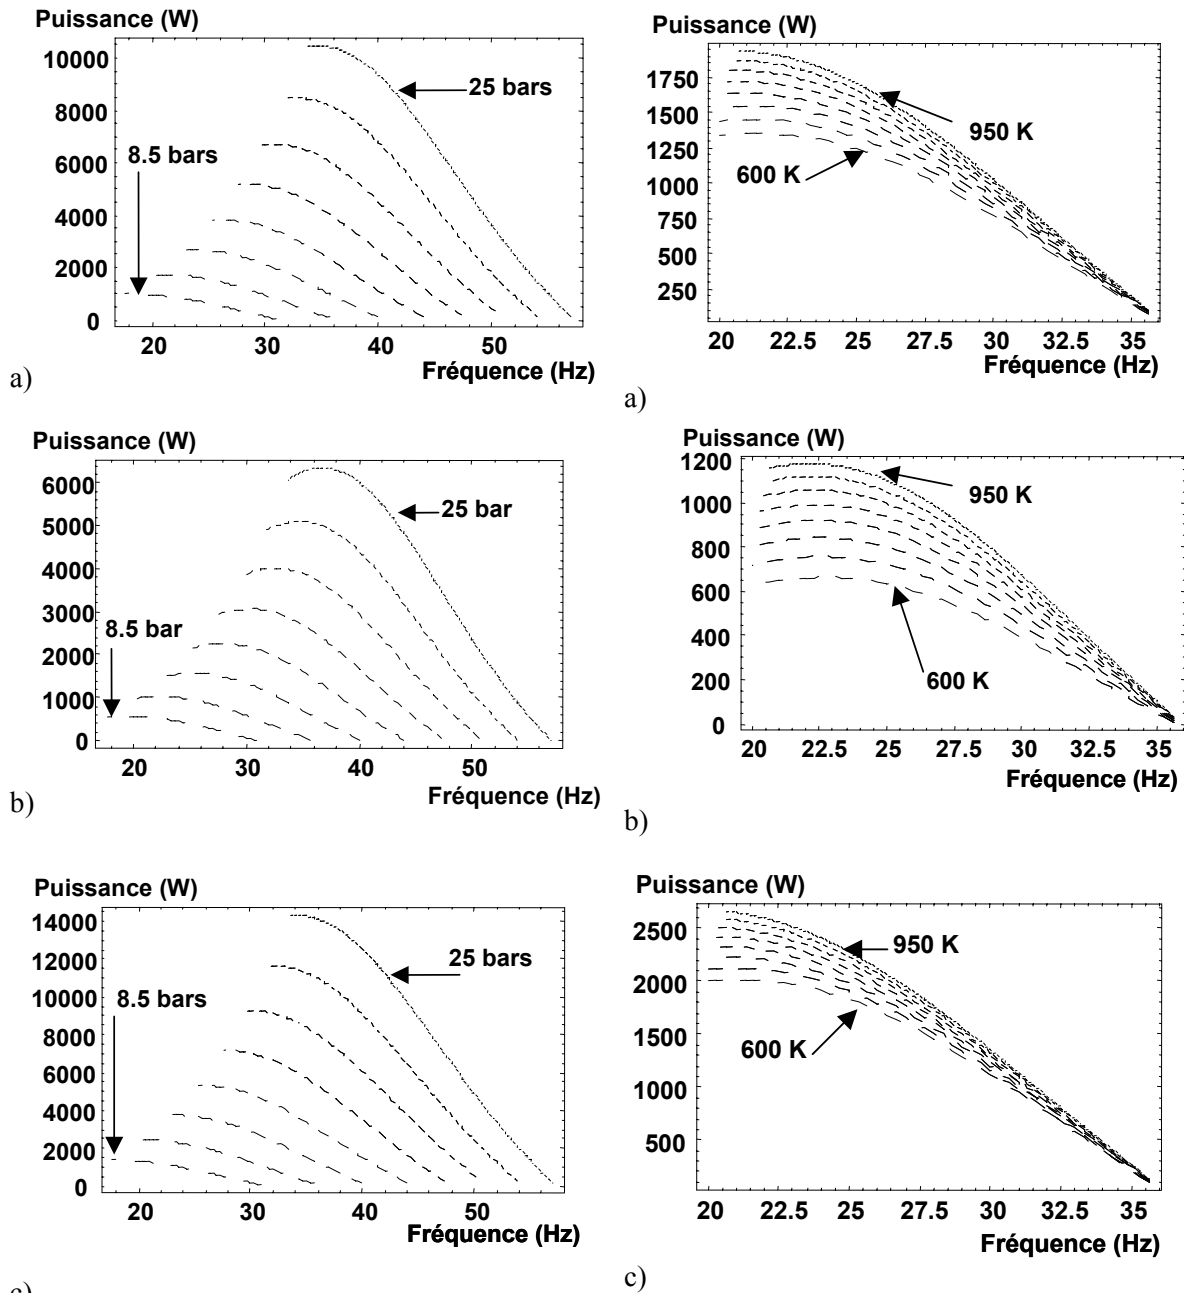 Puissance (W)
10000
8000
6000
4000
2000
0
25 bars
8.5 bars
20 30 40 50
Fréquence (Hz)
a)
Puissance (W)
1750
1500
1250
1000
750
500
250
950 K
600 K
20 22.5 25 27.5 30 32.5 35
Fréquence (Hz)
a)
Puissance (W)
6000
5000
4000
3000
2000
1000
0
25 bar
8.5 bar
20 30 40 50
Fréquence (Hz)
b)
Puissance (W)
1200
1000
800
600
400
200
0
950 K
600 K
20 22.5 25 27.5 30 32.5 35
Fréquence (Hz)
b)
Puissance (W)
14000
12000
10000
8000
6000
4000
2000
0
25 bars
8.5 bars
20 30 40 50
Fréquence (Hz)
c)
Puissance (W)
2500
2000
1500
1000
500
950 K
600 K
20 22.5 25 27.5 30 32.5 35
Fréquence (Hz)
c)